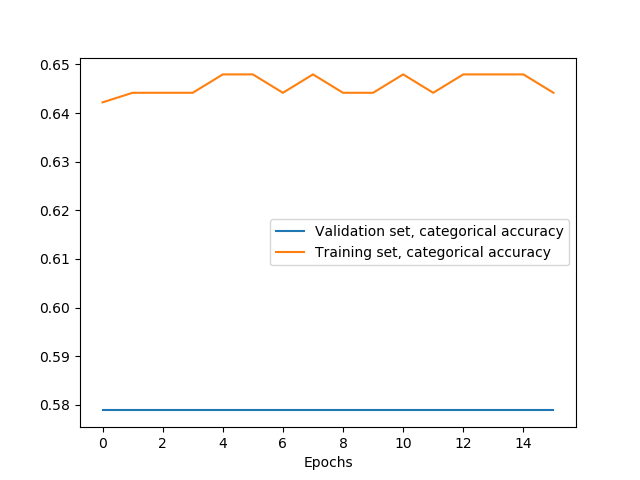 0.65
0.64
0.63
0.62
0.61
0.60
0.59
0.58
Validation set, categorical accuracy
Training set, categorical accuracy
0 2 4 6 8 10 12 14
Epochs